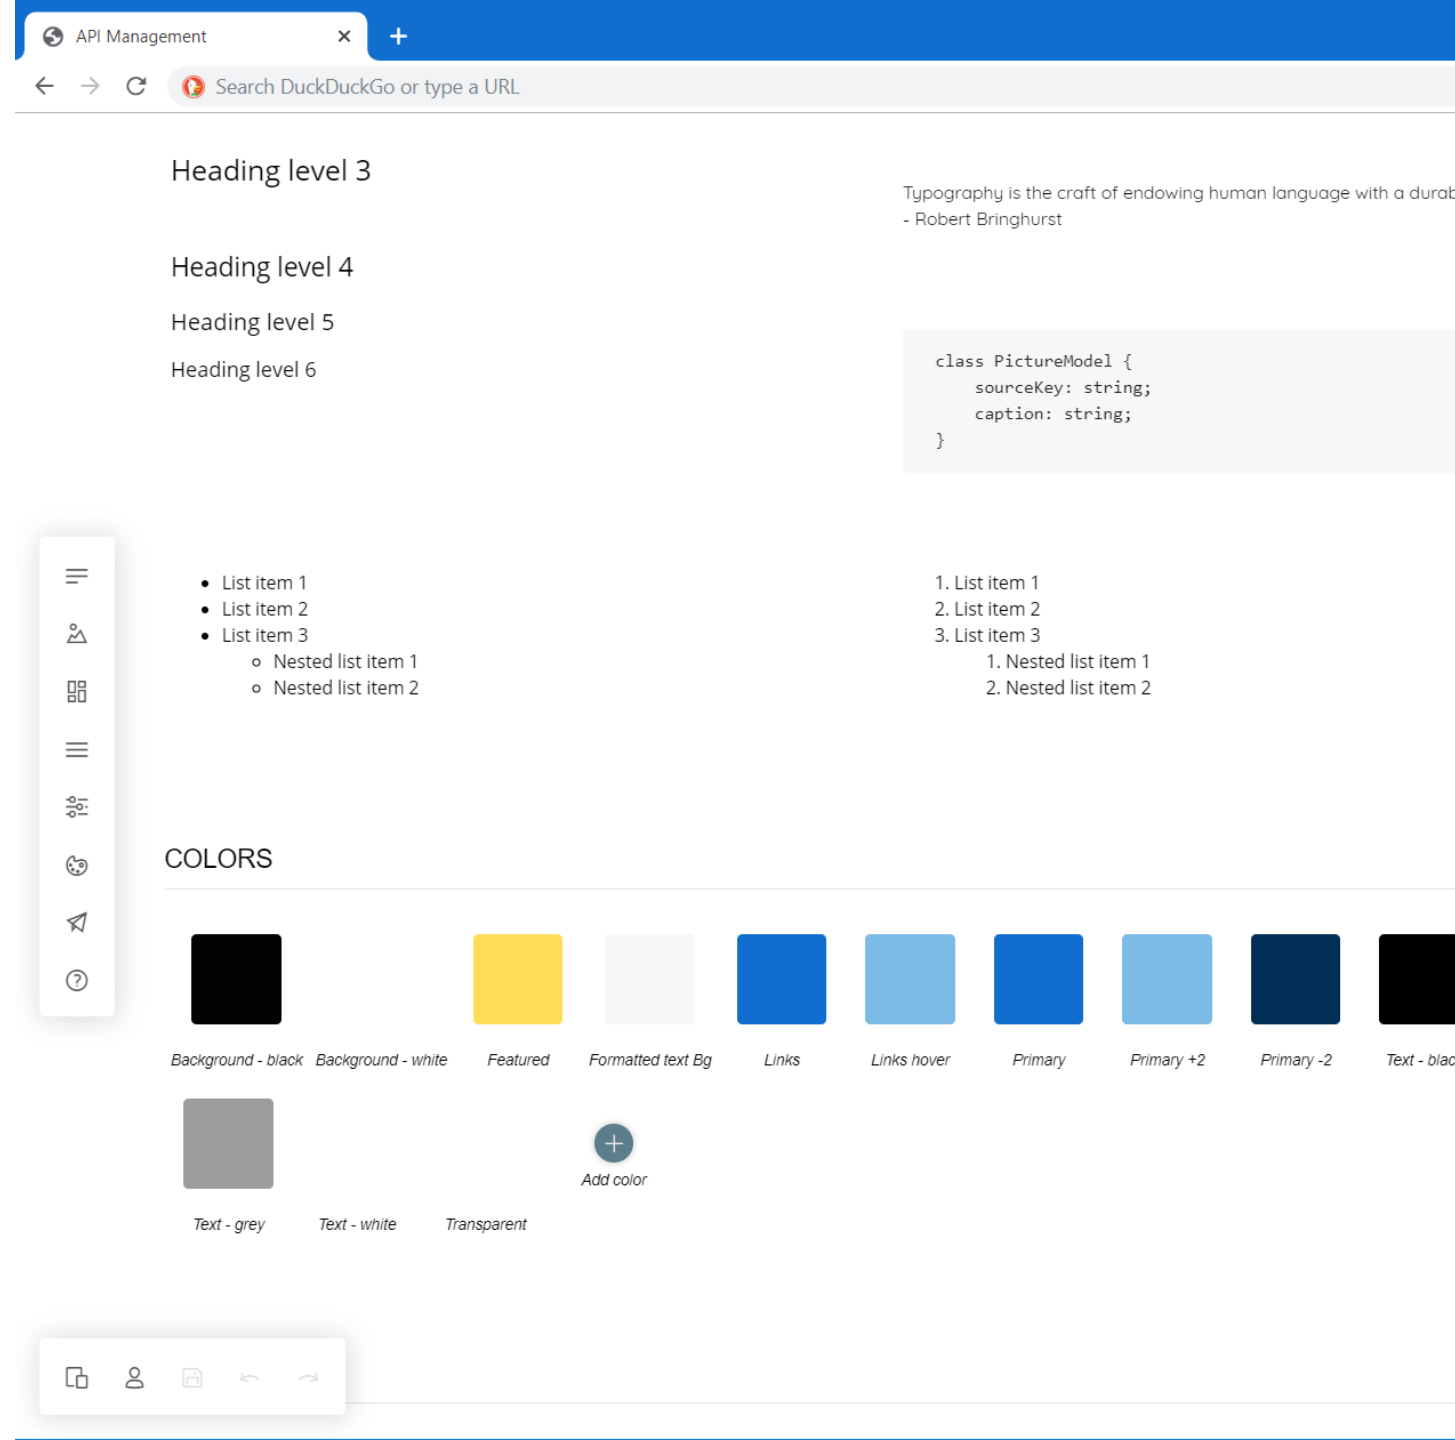 API Management
Search DuckDuckGo or type a URL
Heading level 3
Typography is the craft of endowing human language with a
- Robert Bringhurst
Heading level 4
Heading level 5
Heading level 6
class PictureModel {
sourceKey: string;
caption: string;
}
List item 1
List item 2
List item 3
Nested list item 1
Nested list item 2
1. List item 1
2. List item 2
3. List item 3
1. Nested list item 1
2. Nested list item 2
COLORS
Background - black
Background - white
Featured
Formatted text Bg
Links
Links hover
Primary
Primary +2
Primary -2
Text -
Text - grey
Text - white
Transparent
Add color